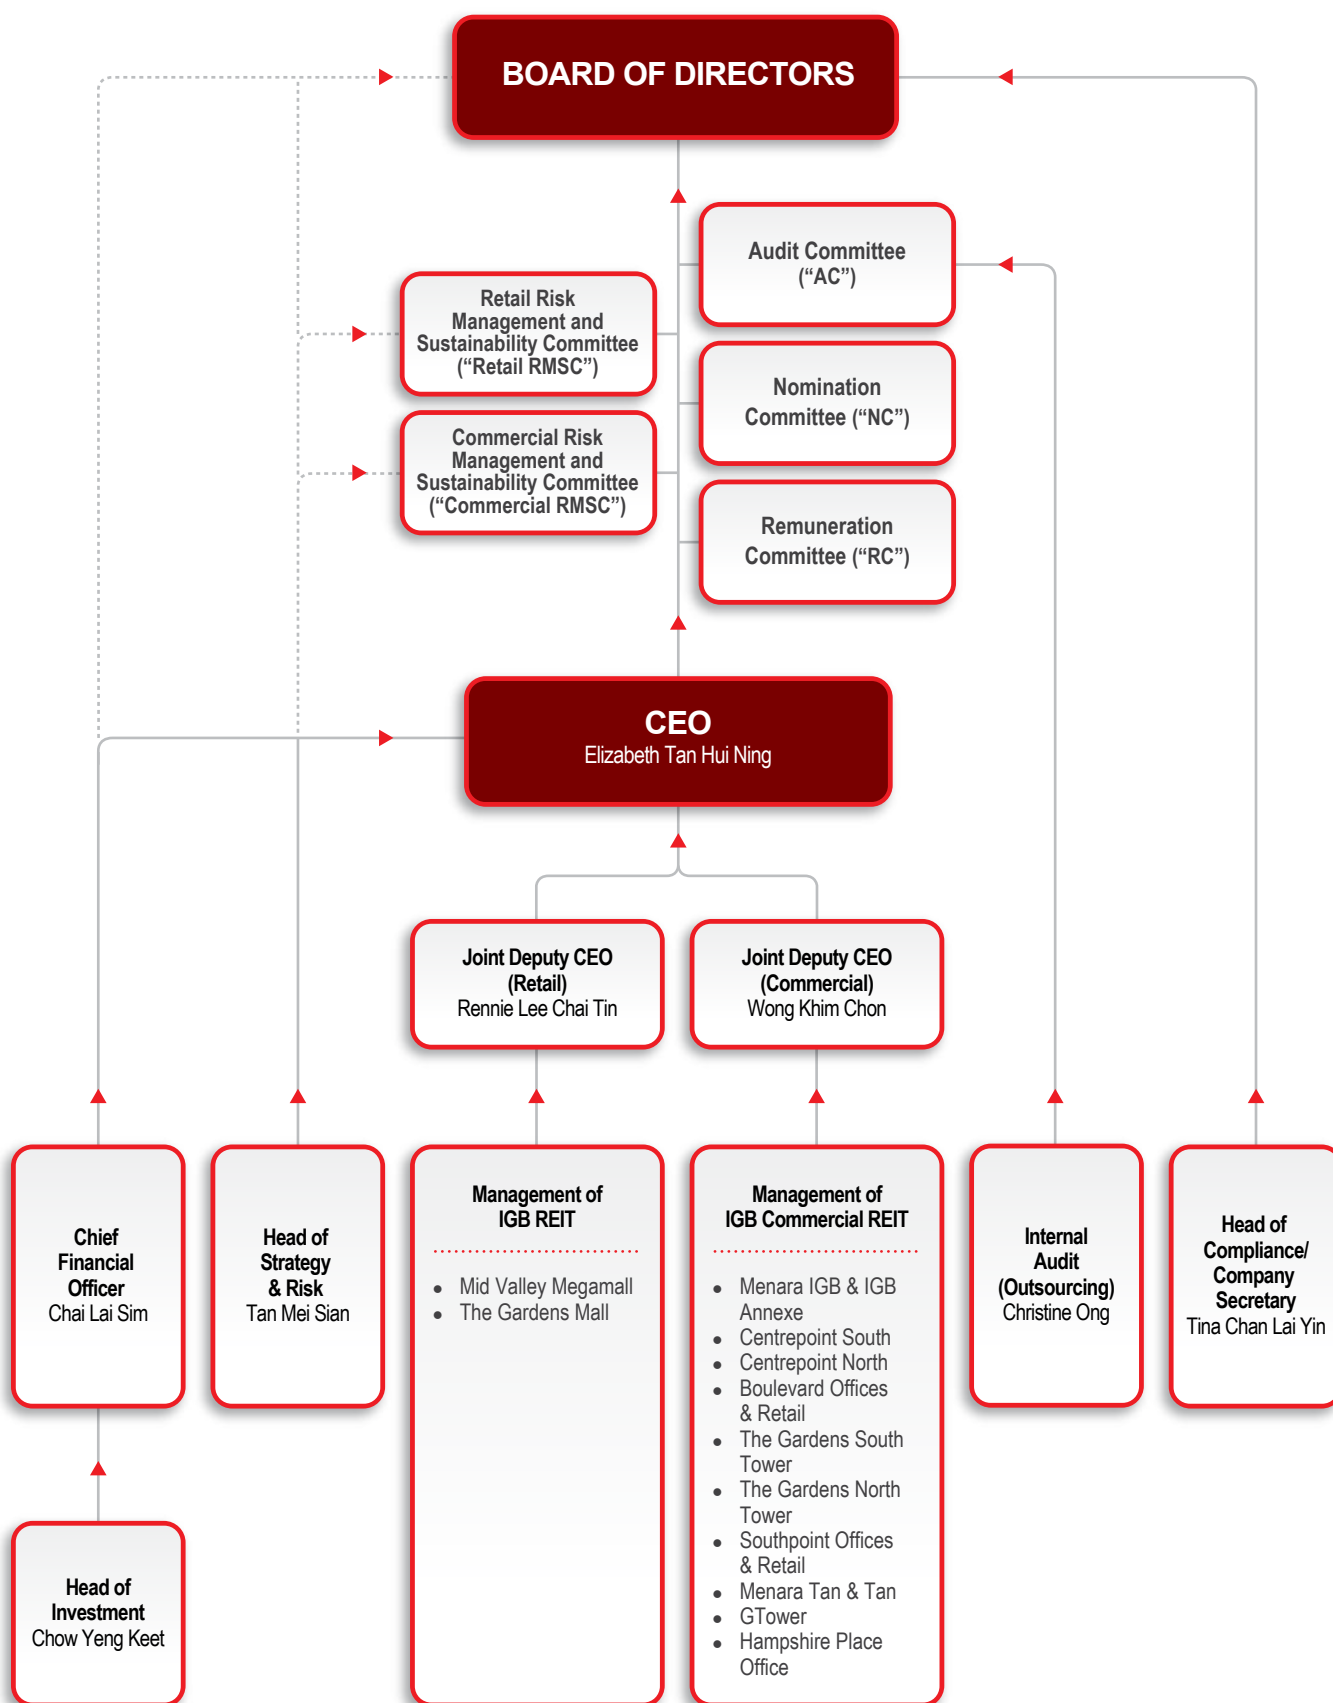 BOARD OF DIRECTORS
Audit Committee
(“AC”)
Retail Risk
Management and
Sustainability Committee
(“Retail RMSC”)
Nomination
Committee (“NC”)
Commercial Risk
Management and
Sustainability Committee
(“Commercial RMSC”)
Remuneration
Committee (“RC”)
CEO
Elizabeth Tan Hui Ning
Joint Deputy CEO
(Retail)
Rennie Lee Chai Tin
Joint Deputy CEO
(Commercial)
Wong Khim Chon
Chief
Financial
Officer
Chai Lai Sim
Head of
Strategy
& Risk
Tan Mei Sian
Management of
IGB REIT
• Mid Valley Megamall
• The Gardens Mall
Management of
IGB Commercial REIT
• Menara IGB & IGB
Annexe
• Centrepoint South
• Centrepoint North
• Boulevard Offices
& Retail
• The Gardens South
Tower
• The Gardens North
Tower
• Southpoint Offices
& Retail
• Menara Tan & Tan
• GTower
• Hampshire Place
Office
Internal
Audit
(Outsourcing)
Christine Ong
Head of
Compliance/
Company
Secretary
Tina Chan Lai Yin
Head of
Investment
Chow Yeng Keet